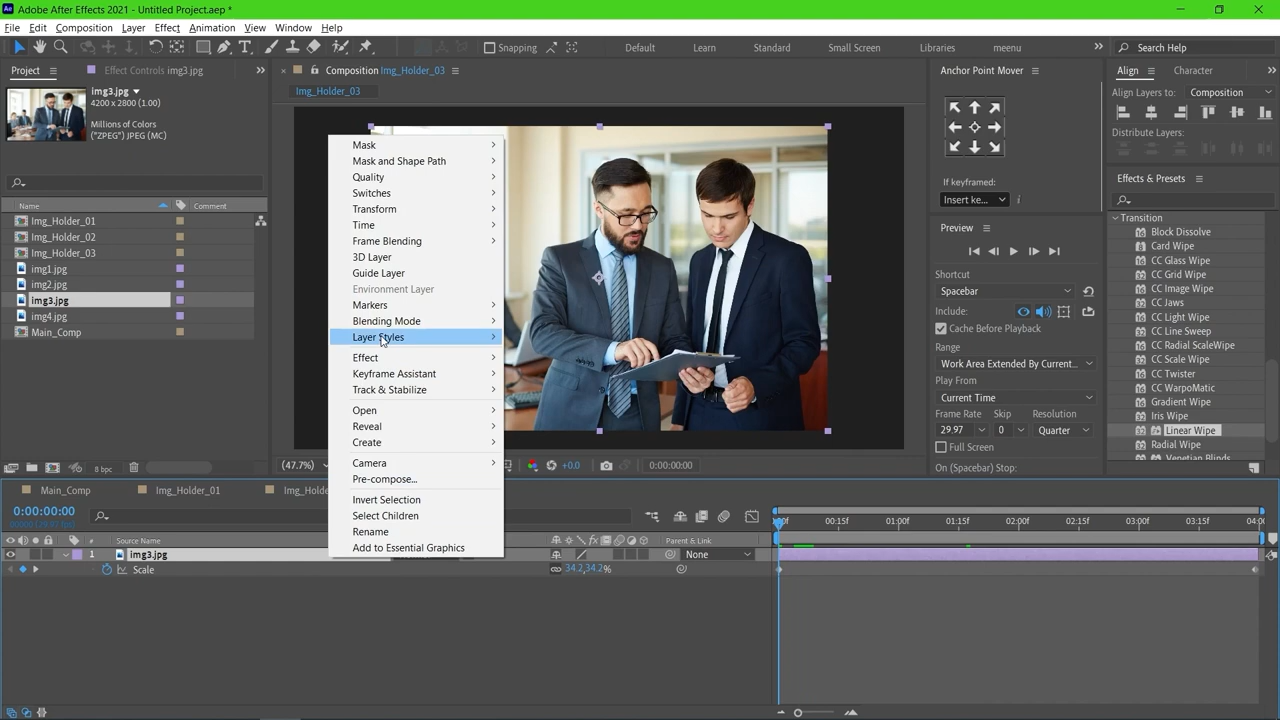 Adobe After Effects 2021 - Untitled Project.aep *
File Edit Composition Layer Effect Animation View Window Help
Snapping
Default Learn Standard Small Screen Libraries meenu
Search Help
Project Effect Controls img3.jpg
img3.jpg
4200 x 2800 (1.00)
Millions of Colors
("ZPEG") JPEG (MC)
Name Comment
Img_Holder_01
Img_Holder_02
Img_Holder_03
img1.jpg
img2.jpg
img3.jpg
img4.jpg
Main_Comp
8 bpc
Composition Img_Holder_03
Img_Holder_03
Mask
Mask and Shape Path
Quality
Switches
Transform
Time
Frame Blending
3D Layer
Guide Layer
Environment Layer
Markers
Blending Mode
Layer Styles
Effect
Keyframe Assistant
Track & Stabilize
Open
Reveal
Create
Camera
Pre-compose...
Invert Selection
Select Children
Rename
Add to Essential Graphics
(47.7%)
+0.0
0:00:00:00
Anchor Point Mover
If keyframed:
Insert ke...
Preview
Shortcut
Spacebar
Include:
Cache Before Playback
Range
Work Area Extended By Current...
Play From
Current Time
Frame Rate Skip Resolution
29.97 0 Quarter
Full Screen
On (Spacebar) Stop:
Align Character
Align Layers to: Composition
Distribute Layers:
Effects & Presets
Transition
Block Dissolve
Card Wipe
CC Glass Wipe
CC Grid Wipe
CC Image Wipe
CC Jaws
CC Light Wipe
CC Line Sweep
CC Radial ScaleWipe
CC Scale Wipe
CC Twister
CC WarpoMatic
Gradient Wipe
Iris Wipe
Linear Wipe
Radial Wipe
Venetian Blinds
Main_Comp Img_Holder_01
0:00:00:00
# Source Name Parent & Link
1 img3.jpg None
Scale 34.2,34.2%
00:15f 01:00f 01:15f 02:00f 02:15f 03:00f 03:15f